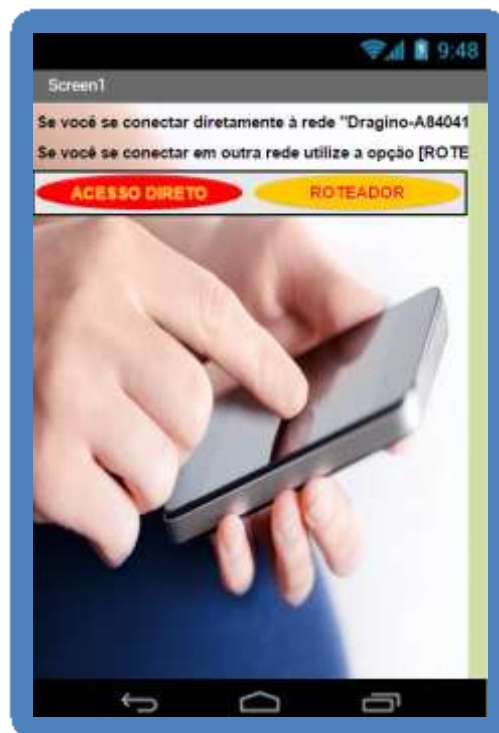 9:48
Screen1
Se você se conectar diretamente à rede "Dragino-A84041
Se você se conectar em outra rede utilize a opção [ROTE
ACESSO DIRETO
ROTEADOR